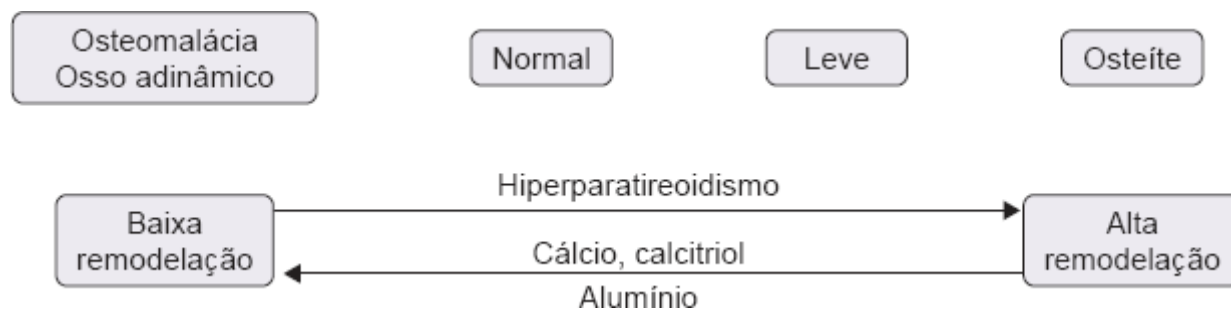 Osteomalácia
Osso adinâmico
Normal
Leve
Osteíte
Hiperparatireoidismo
Baixa
remodelação
Cálcio, calcitriol
Alumínio
Alta
remodelação